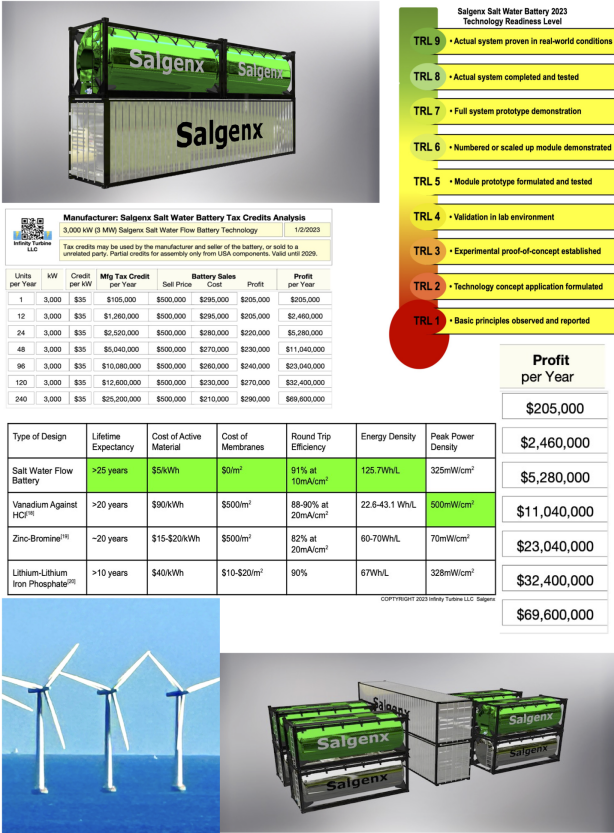 Salgenx
Salgenx
Salgenx
Salgenx Salt Water Battery 2023
Technology Readiness Level
TRL 9 • Actual system proven in real-world conditions
TRL 8 • Actual system completed and tested
TRL 7 • Full system prototype demonstration
TRL 6 • Numbered or scaled up module demonstrated
TRL 5 • Module prototype formulated and tested
TRL 4 • Validation in lab environment
TRL 3 • Experimental proof-of-concept established
TRL 2 • Technology concept application formulated
TRL 1 • Basic principles observed and reported
Infinity Turbine
LLC
Manufacturer: Salgenx Salt Water Battery Tax Credits Analysis
3,000 kW (3 MW) Salgenx Salt Water Flow Battery Technology 1/2/2023
Tax credits may be used by the manufacturer and seller of the battery, or sold to a
unrelated party. Partial credits for assembly only from USA components. Valid until 2029.
Units kW Credit Mfg Tax Credit Battery Sales Profit
per Year per kW per Year Sell Price Cost Profit per Year
1 3,000 $35 $105,000 $500,000 $295,000 $205,000 $205,000
12 3,000 $35 $1,260,000 $500,000 $295,000 $205,000 $2,460,000
24 3,000 $35 $2,520,000 $500,000 $280,000 $220,000 $5,280,000
48 3,000 $35 $5,040,000 $500,000 $270,000 $230,000 $11,040,000
96 3,000 $35 $10,080,000 $500,000 $260,000 $240,000 $23,040,000
120 3,000 $35 $12,600,000 $500,000 $230,000 $270,000 $32,400,000
240 3,000 $35 $25,200,000 $500,000 $210,000 $290,000 $69,600,000
Profit
per Year
$205,000
$2,460,000
$5,280,000
$11,040,000
$23,040,000
$32,400,000
$69,600,000
Type of Design Lifetime Cost of Active Cost of Round Trip Energy Density Peak Power
Expectancy Material Membranes Efficiency Density
Salt Water Flow >25 years $5/kWh $0/m² 91% at 125.7Wh/L 325mW/cm²
Battery 10mA/cm²
Vanadium Against >20 years $90/kWh $500/m² 88-90% at 22.6-43.1 Wh/L 500mW/cm²
HCF[18] 20mA/cm²
Zinc-Bromine[19] ~20 years $15-$20/kWh $500/m² 82% at 60-70Wh/L 70mW/cm²
20mA/cm²
Lithium-Lithium >10 years $40/kWh $10-$20/m² 90% 67Wh/L 328mW/cm²
Iron Phosphate[20]
COPTYRIGHT 2023 Infinity Turbine LLC Salgenx
Salgenx
Salgenx
Salgenx
Salgenx
Salgenx